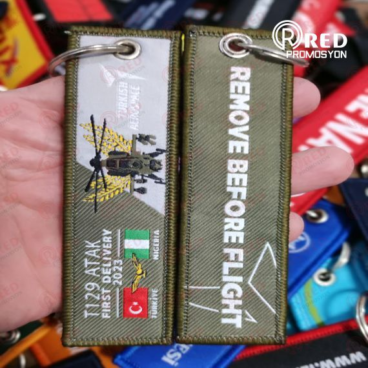 RED
PROMOSYON
TURKISH
AEROSPACE
T129 ATAK
FIRST DELIVERY
2023
NIGERIA
TÜRKİYE
REMOVE BEFORE FLIGHT